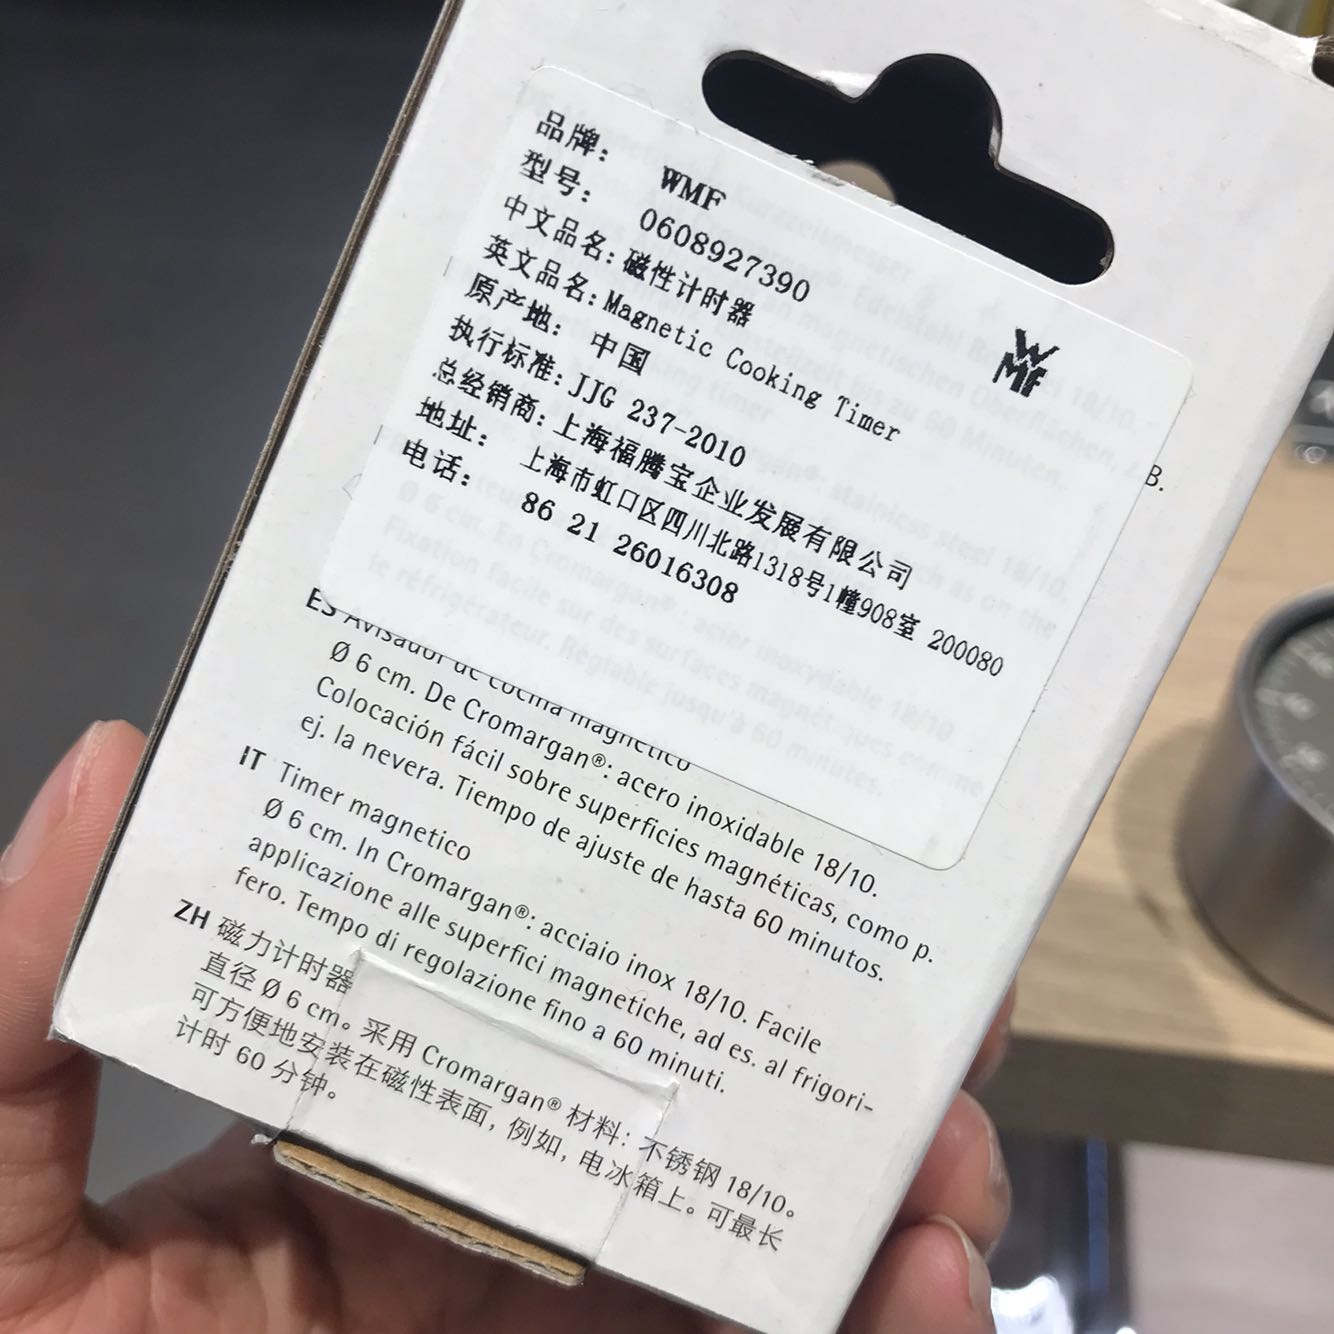 品牌: WMF
型号: 0608927390
中文品名: 磁性计时器
英文品名: Magnetic Cooking Timer
原产地: 中国
执行标准: JJG 237-2010
总经销商: 上海福腾宝企业发展有限公司
地址: 上海市虹口区四川北路1318号1幢908室 200080
电话: 86 21 26016308
WMF
B.
ES Avisador de cocina magnético
Ø 6 cm. De Cromargan®: acero inoxidable 18/10.
Colocación fácil sobre superficies magnéticas, como p.
ej. la nevera. Tiempo de ajuste de hasta 60 minutos.
IT Timer magnetico
Ø 6 cm. In Cromargan®: acciaio inox 18/10. Facile
applicazione alle superfici magnetiche, ad es. al frigori-
fero. Tempo di regolazione fino a 60 minuti.
ZH 磁力计时器
直径 Ø 6 cm。采用 Cromargan® 材料：不锈钢 18/10。
可方便地安装在磁性表面，例如，电冰箱上。可最长
计时 60 分钟。